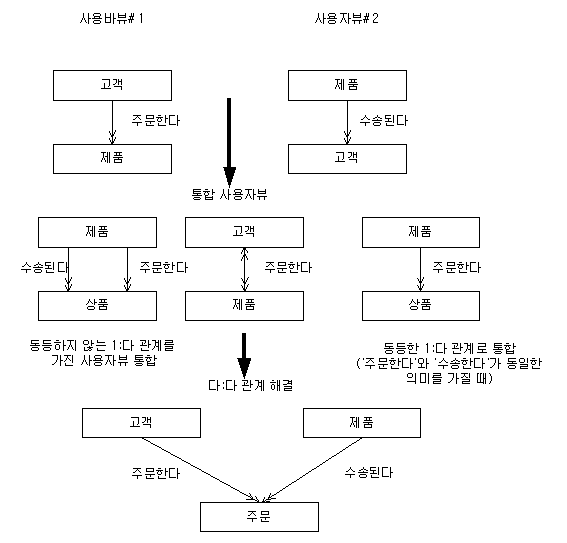 사용바뷰#1
사용자뷰#2
고객
제품
주문한다
수송된다
제품
고객
통합 사용자뷰
제품
고객
제품
수송된다
주문한다
주문한다
주문한다
상품
제품
상품
동등하지 않는 1:다 관계를
가진 사용자뷰 통합
동등한 1:다 관계로 통합
('주문한다'와 '수송한다'가 동일한
의미를 가질 때)
다:다 관계 해결
고객
제품
주문한다
수송된다
주문